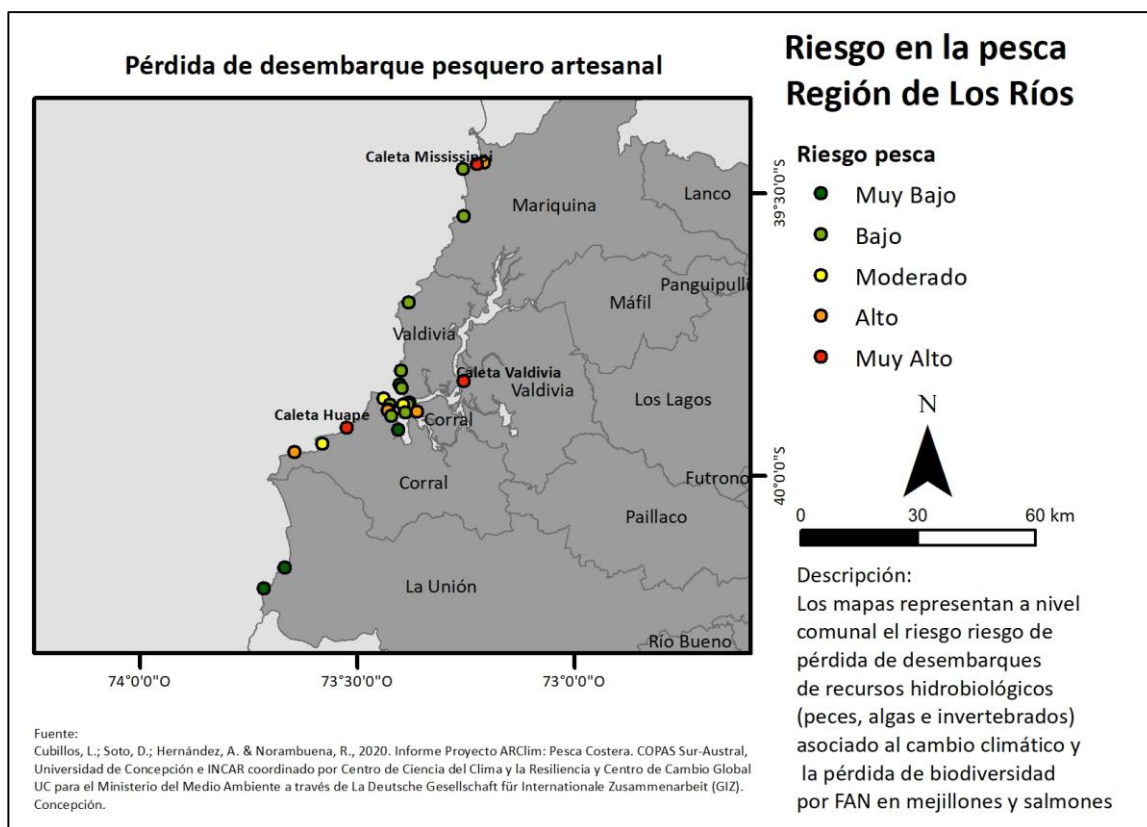 Pérdida de desembarque pesquero artesanal
Riesgo en la pesca
Región de Los Ríos
Riesgo pesca
Muy Bajo
Bajo
Moderado
Alto
Muy Alto
N
0 30 60 km
Descripción:
Los mapas representan a nivel
comunal el riesgo riesgo de
pérdida de desembarques
de recursos hidrobiológicos
(peces, algas e invertebrados)
asociado al cambio climático y
la pérdida de biodiversidad
por FAN en mejillones y salmones
Caleta Mississippi
Lanco
Mariquina
Panguipulli
Máfil
Valdivia
Caleta Valdivia
Valdivia
Los Lagos
Caleta Huape
Corral
Corral
Futrono
Paillaco
La Unión
Río Bueno
39°30'0"S
40°0'0"S
74°0'0"O
73°30'0"O
73°0'0"O
Fuente:
Cubillos, L.; Soto, D.; Hernández, A. & Norambuena, R., 2020. Informe Proyecto ARClim: Pesca Costera. COPAS Sur-Austral,
Universidad de Concepción e INCAR coordinado por Centro de Ciencia del Clima y la Resiliencia y Centro de Cambio Global
UC para el Ministerio del Medio Ambiente a través de La Deutsche Gesellschaft für Internationale Zusammenarbeit (GIZ).
Concepción.